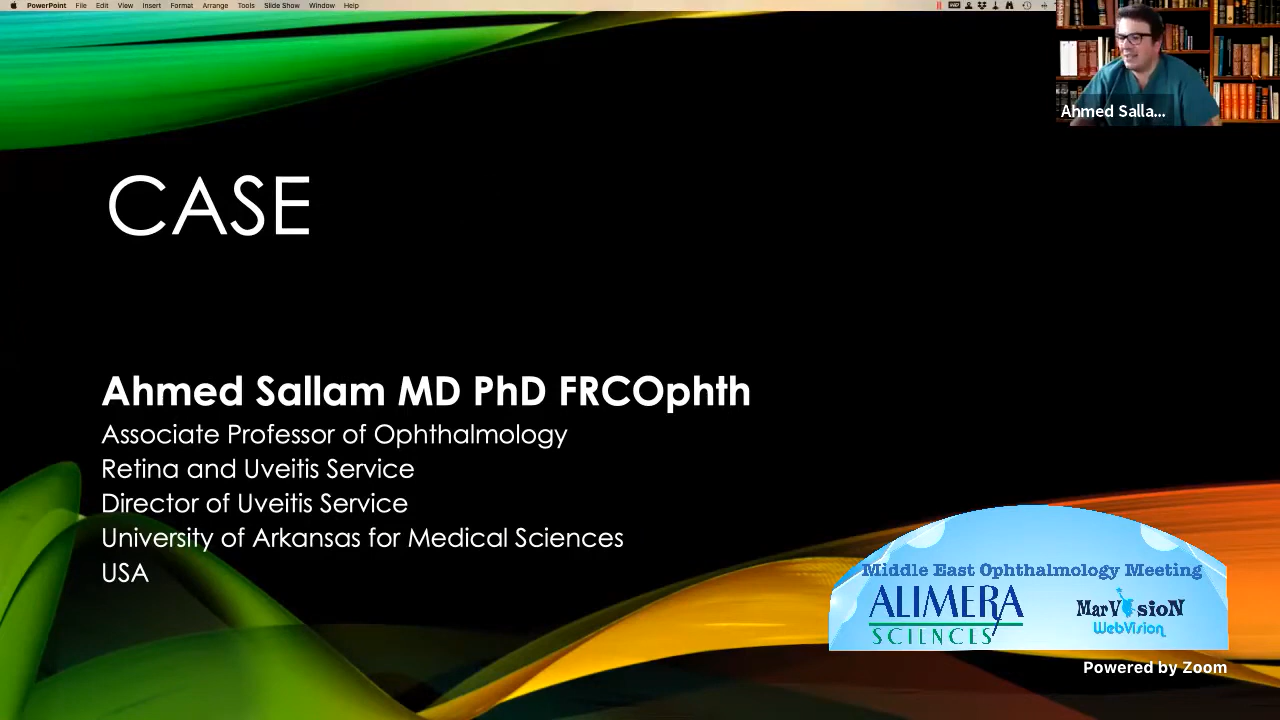 PowerPoint File Edit View Insert Format Arrange Tools Slide Show Window Help
Ahmed Salla...
CASE
Ahmed Sallam MD PhD FRCOphth
Associate Professor of Ophthalmology
Retina and Uveitis Service
Director of Uveitis Service
University of Arkansas for Medical Sciences
USA
Middle East Ophthalmology Meeting
ALIMERA
SCIENCES
MarVisioN
WebVision
Powered by Zoom